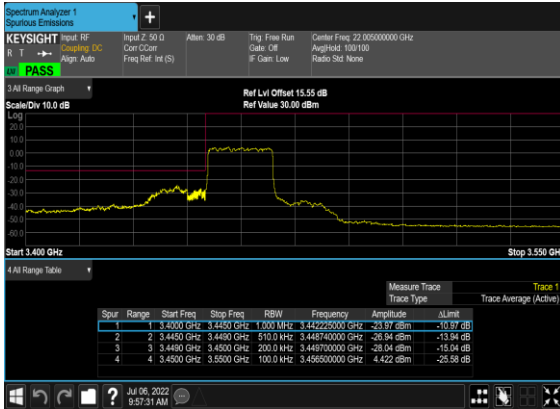 Spectrum Analyzer 1
Spurious Emissions
KEYSIGHT Input: RF Input Z: 50 Ω Atten: 30 dB Trig: Free Run Center Freq: 22.005000000 GHz
R T Coupling: DC Corr CCorr Gate: Off Avg|Hold: 100/100
Align: Auto Freq Ref: Int (S) IF Gain: Low Radio Std: None
PASS
3 All Range Graph
Ref Lvl Offset 15.55 dB
Scale/Div 10.0 dB Ref Value 30.00 dBm
Log
20.0
10.0
0.00
-10.0
-20.0
-30.0
-40.0
-50.0
-60.0
Start 3.400 GHz Stop 3.550 GH
4 All Range Table
Measure Trace Trace 1
Trace Type Trace Average (Active)
Spur Range Start Freq Stop Freq RBW Frequency Amplitude ΔLimit
1 1 3.4000 GHz 3.4450 GHz 1.000 MHz 3.442225000 GHz -23.97 dBm -10.97 dB
2 2 3.4450 GHz 3.4490 GHz 510.0 kHz 3.448740000 GHz -26.94 dBm -13.94 dB
3 3 3.4490 GHz 3.4500 GHz 200.0 kHz 3.449700000 GHz -28.04 dBm -15.04 dB
4 4 3.4500 GHz 3.5500 GHz 100.0 kHz 3.456500000 GHz 4.422 dBm -25.58 dB
? Jul 06, 2022
9:57:31 AM